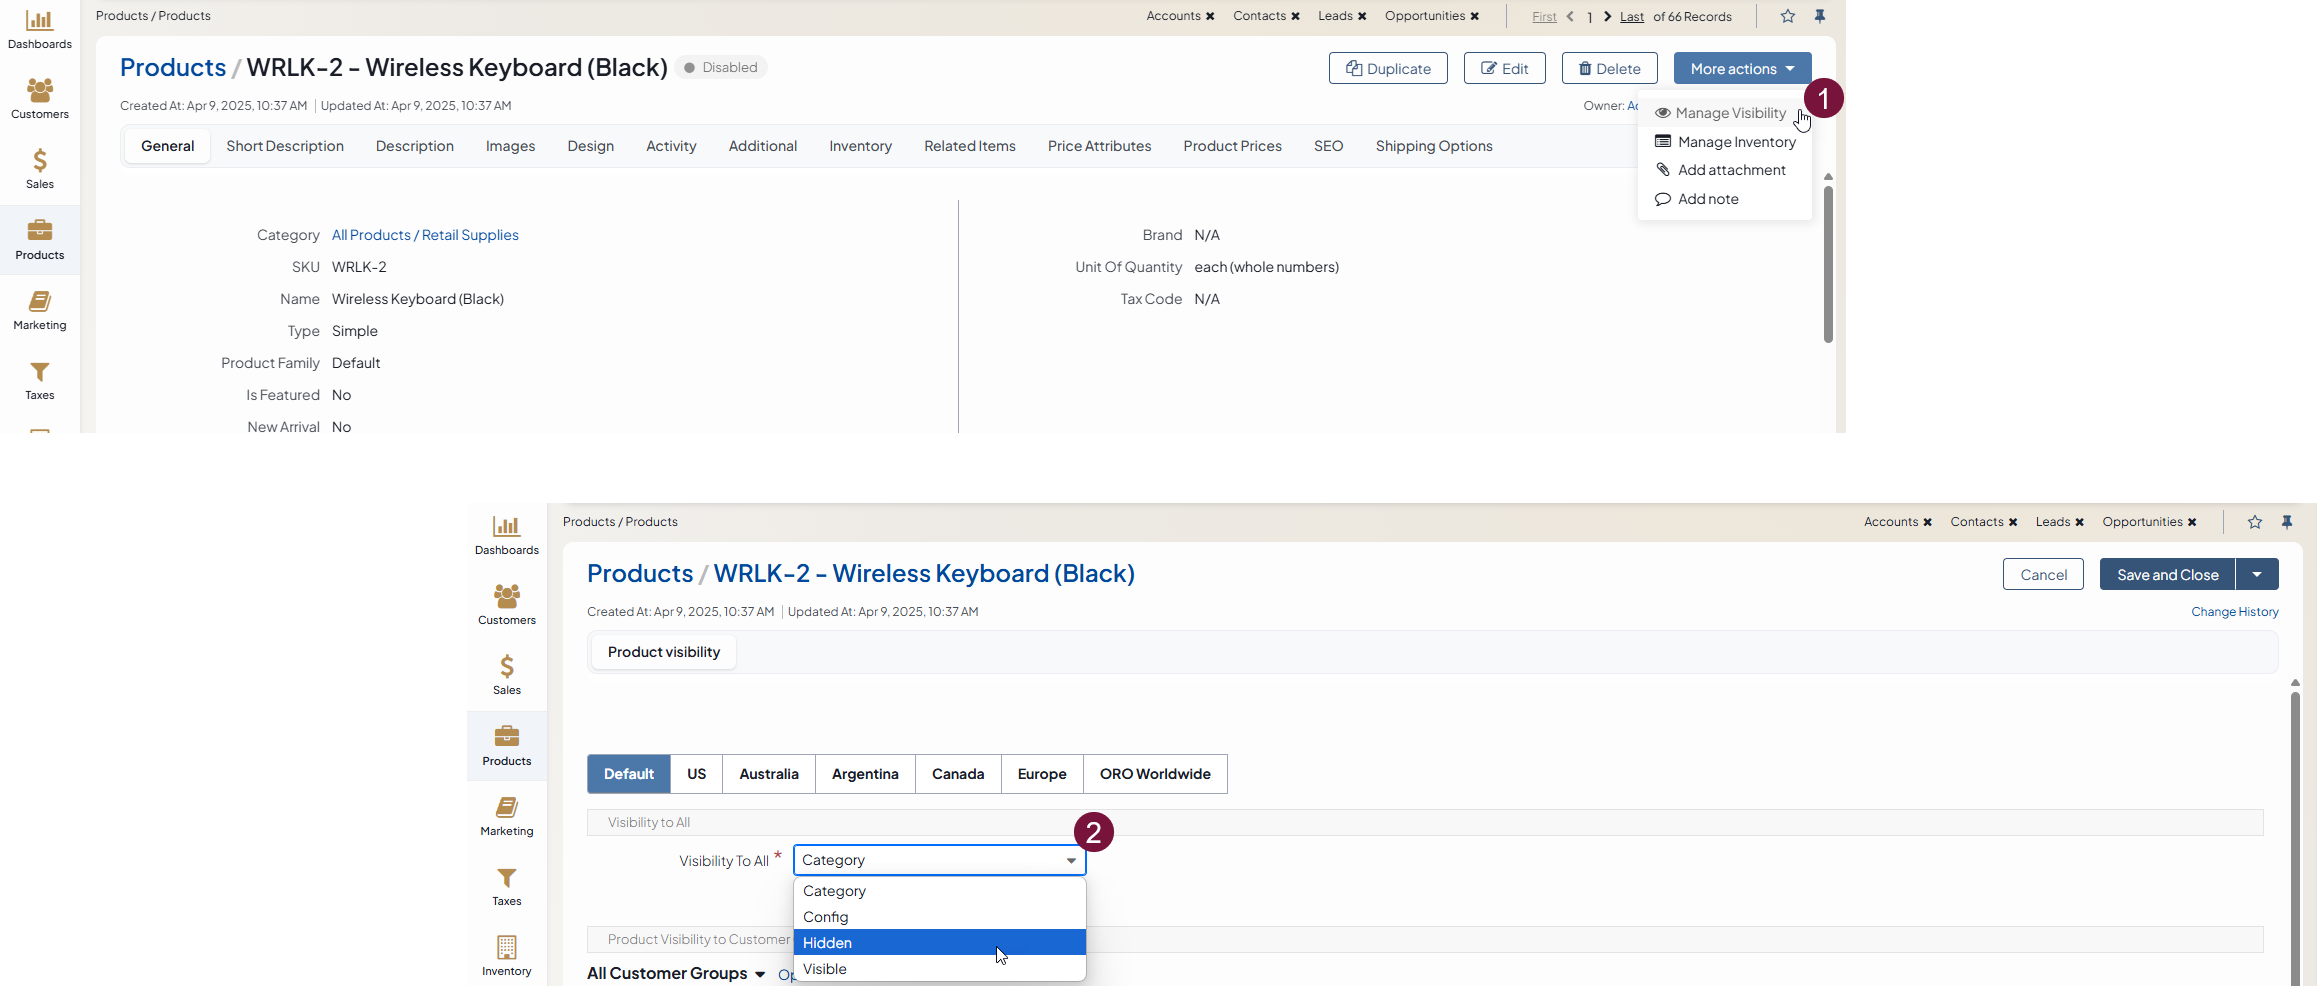 Products / Products
Accounts ✖ Contacts ✖ Leads ✖ Opportunities ✖
First 1 Last of 66 Records
Dashboards
Customers
Sales
Products
Marketing
Taxes
Products / WRLK-2 - Wireless Keyboard (Black) Disabled
Duplicate Edit Delete More actions
1
Created At: Apr 9, 2025, 10:37 AM | Updated At: Apr 9, 2025, 10:37 AM
Owner:
Manage Visibility
Manage Inventory
Add attachment
Add note
General Short Description Description Images Design Activity Additional Inventory Related Items Price Attributes Product Prices SEO Shipping Options
Category All Products / Retail Supplies
SKU WRLK-2
Name Wireless Keyboard (Black)
Type Simple
Product Family Default
Is Featured No
New Arrival No
Brand N/A
Unit Of Quantity each (whole numbers)
Tax Code N/A
Products / Products
Accounts ✖ Contacts ✖ Leads ✖ Opportunities ✖
Dashboards
Customers
Sales
Products
Marketing
Taxes
Inventory
Products / WRLK-2 - Wireless Keyboard (Black)
Cancel Save and Close
Created At: Apr 9, 2025, 10:37 AM | Updated At: Apr 9, 2025, 10:37 AM
Change History
Product visibility
Default US Australia Argentina Canada Europe ORO Worldwide
Visibility to All
2
Visibility To All * Category
Category
Config
Hidden
Visible
Product Visibility to Customer
All Customer Groups